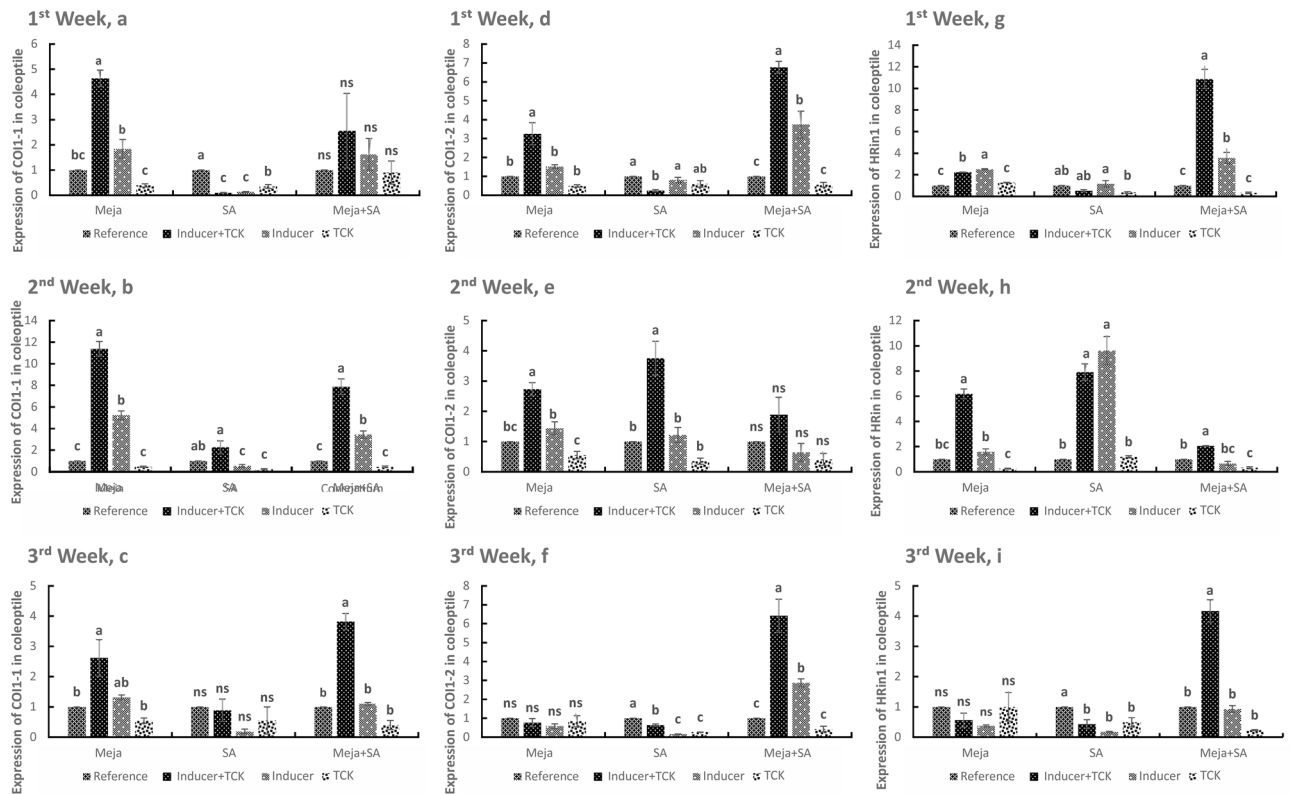 1st Week, a
Expression of COI1-1 in coleoptile
6
5
4
3
2
1
0
bc a b c
a c c b
ns ns ns ns
Meja SA Meja+SA
Reference Inducer+TCK Inducer TCK
1st Week, d
Expression of COI1-2 in coleoptile
8
7
6
5
4
3
2
1
0
b a b b
a b a ab
c a b c
Meja SA Meja+SA
Reference Inducer+TCK Inducer TCK
1st Week, g
Expression of HRin1 in coleoptile
14
12
10
8
6
4
2
0
c b a c
ab ab a b
c a b c
Meja SA Meja+SA
Reference Inducer+TCK Inducer TCK
2nd Week, b
Expression of COI1-1 in coleoptile
14
12
10
8
6
4
2
0
c a b c
ab a c c
c a b c
Meja SA Meja+SA
Reference Inducer+TCK Inducer TCK
2nd Week, e
Expression of COI1-2 in coleoptile
5
4
3
2
1
0
bc a b c
b a b b
ns ns ns ns
Meja SA Meja+SA
Reference Inducer+TCK Inducer TCK
2nd Week, h
Expression of HRin in coleoptile
12
10
8
6
4
2
0
bc a b c
b a a b
b a bc c
Meja SA Meja+SA
Reference Inducer+TCK Inducer TCK
3rd Week, c
Expression of COI1-1 in coleoptile
5
4
3
2
1
0
b a ab b
ns ns ns ns
b a b b
Meja SA Meja+SA
Reference Inducer+TCK Inducer TCK
3rd Week, f
Expression of COI1-2 in coleoptile
8
7
6
5
4
3
2
1
0
ns ns ns ns
a b c c
c a b c
Meja SA Meja+SA
Reference Inducer+TCK Inducer TCK
3rd Week, i
Expression of HRin1 in coleoptile
5
4
3
2
1
0
ns ns ns ns
a b b b
b a b b
Meja SA Meja+SA
Reference Inducer+TCK Inducer TCK